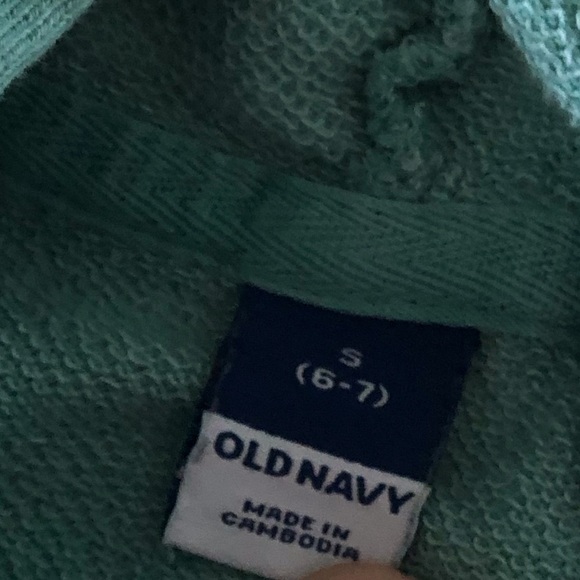 S
(6-7)
OLD NAVY
MADE IN
CAMBODIA